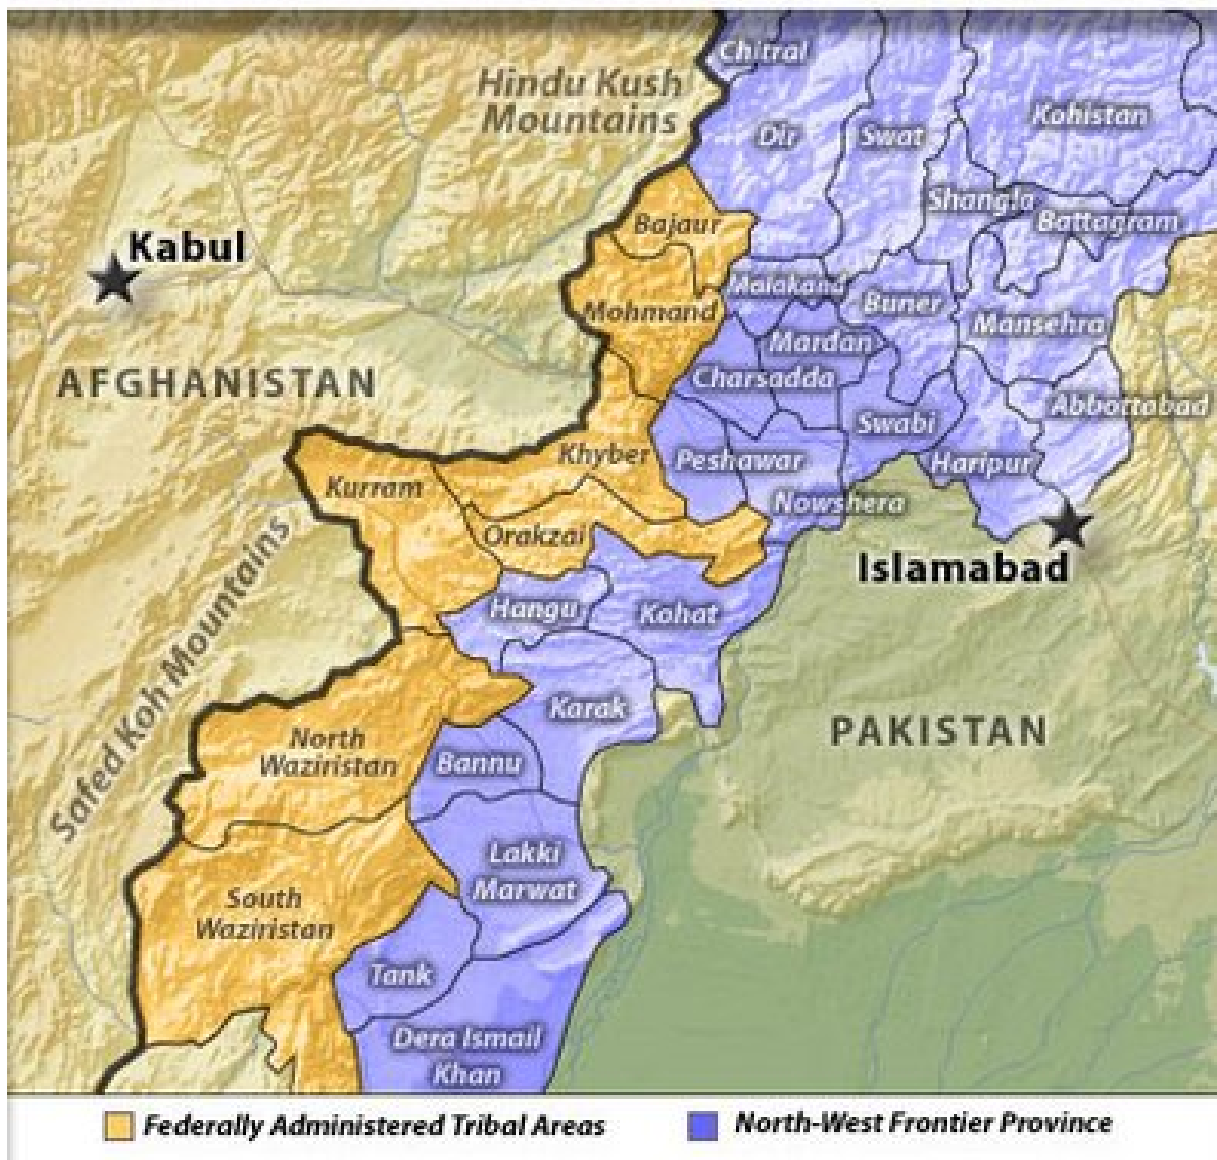 Chitral
Hindu Kush
Mountains
Kohistan
Dir
Swat
Shangla
Battagram
Bajaur
Kabul
Malakand
Buner
Mohmand
Mansehra
Mardan
AFGHANISTAN
Charsadda
Abbottabad
Swabi
Khyber
Peshawar
Haripur
Kurram
Nowshera
Orakzai
Islamabad
Safed Koh Mountains
Hangu
Kohat
Karak
PAKISTAN
North
Waziristan
Bannu
Lakki
Marwat
South
Waziristan
Tank
Dera Ismail
Khan
Federally Administered Tribal Areas
North-West Frontier Province